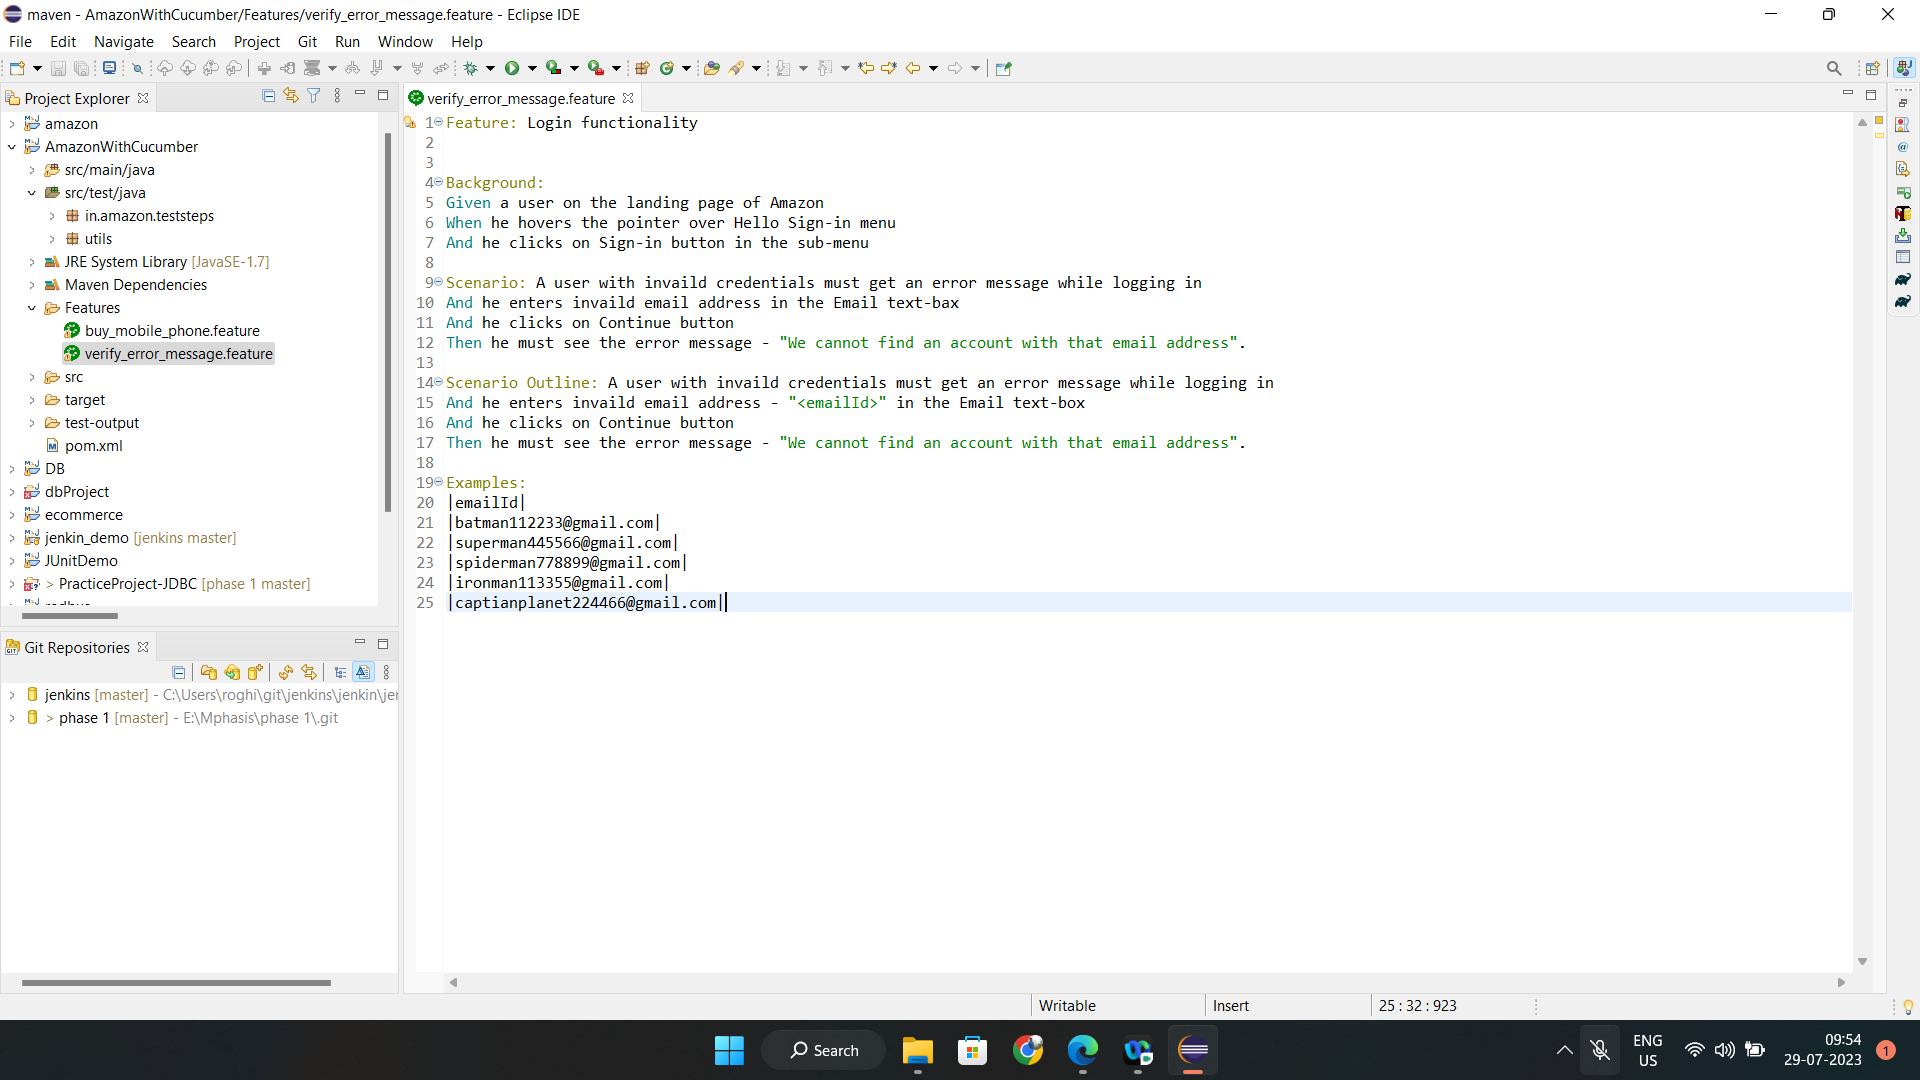 maven - AmazonWithCucumber/Features/verify_error_message.feature - Eclipse IDE
File Edit Navigate Search Project Git Run Window Help
Project Explorer
amazon
AmazonWithCucumber
src/main/java
src/test/java
in.amazon.teststeps
utils
JRE System Library [JavaSE-1.7]
Maven Dependencies
Features
buy_mobile_phone.feature
verify_error_message.feature
src
target
test-output
pom.xml
DB
dbProject
ecommerce
jenkin_demo [jenkins master]
JUnitDemo
> PracticeProject-JDBC [phase 1 master]
Git Repositories
jenkins [master] - C:\Users\roghi\git\jenkins\jenkin\jer
> phase 1 [master] - E:\Mphasis\phase 1\.git
verify_error_message.feature
1 Feature: Login functionality
2
3
4 Background:
5 Given a user on the landing page of Amazon
6 When he hovers the pointer over Hello Sign-in menu
7 And he clicks on Sign-in button in the sub-menu
8
9 Scenario: A user with invaild credentials must get an error message while logging in
10 And he enters invaild email address in the Email text-bax
11 And he clicks on Continue button
12 Then he must see the error message - "We cannot find an account with that email address".
13
14 Scenario Outline: A user with invaild credentials must get an error message while logging in
15 And he enters invaild email address - "<emailId>" in the Email text-box
16 And he clicks on Continue button
17 Then he must see the error message - "We cannot find an account with that email address".
18
19 Examples:
20 |emailId|
21 |batman112233@gmail.com|
22 |superman445566@gmail.com|
23 |spiderman778899@gmail.com|
24 |ironman113355@gmail.com|
25 |captianplanet224466@gmail.com|
Writable
Insert
25 : 32 : 923
Search
ENG
US
09:54
29-07-2023
1